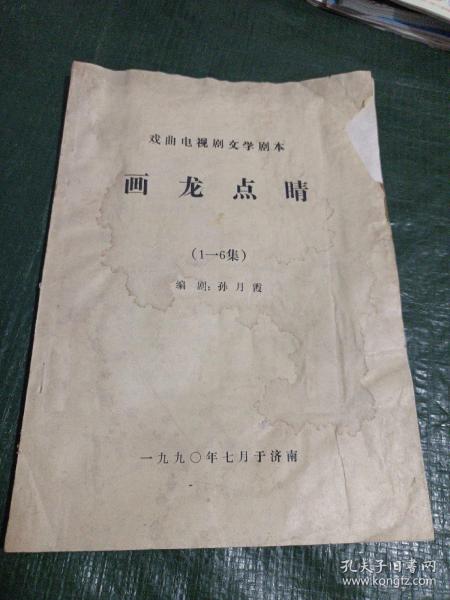 戏曲电视剧文学剧本
画龙点睛
（1—6集）
编 剧：孙月霞
一九九〇年七月于济南
孔夫子旧书网
www.kongfz.com